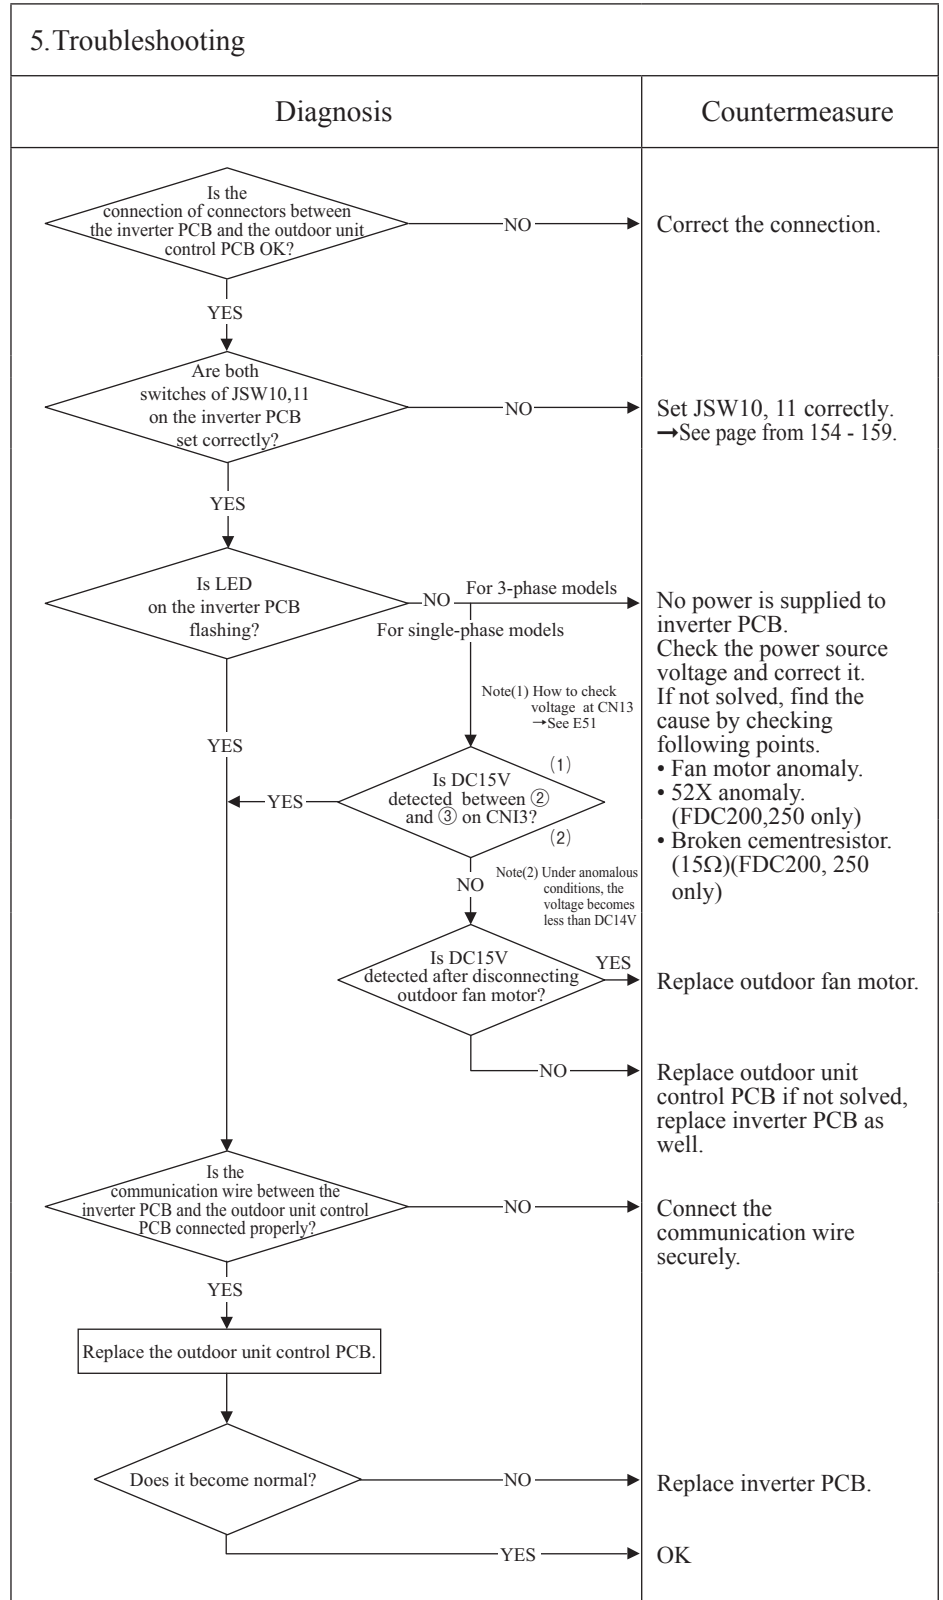 5.Troubleshooting
Diagnosis
Countermeasure
Is the
connection of connectors between
the inverter PCB and the outdoor unit
control PCB OK?
NO
Correct the connection.
YES
Are both
switches of JSW10,11
on the inverter PCB
set correctly?
NO
Set JSW10, 11 correctly.
→See page from 154 - 159.
YES
Is LED
on the inverter PCB
flashing?
NO
For 3-phase models
For single-phase models
No power is supplied to
inverter PCB.
Check the power source
voltage and correct it.
If not solved, find the
cause by checking
following points.
• Fan motor anomaly.
• 52X anomaly.
(FDC200,250 only)
• Broken cementresistor.
(15Ω)(FDC200, 250
only)
Note(1) How to check
voltage at CN13
→See E51
YES
(1)
Is DC15V
detected between ②
and ③ on CNI3?
(2)
YES
NO
Note(2) Under anomalous
conditions, the
voltage becomes
less than DC14V
Is DC15V
detected after disconnecting
outdoor fan motor?
YES
Replace outdoor fan motor.
NO
Replace outdoor unit
control PCB if not solved,
replace inverter PCB as
well.
Is the
communication wire between the
inverter PCB and the outdoor unit control
PCB connected properly?
NO
Connect the
communication wire
securely.
YES
Replace the outdoor unit control PCB.
Does it become normal?
NO
Replace inverter PCB.
YES
OK